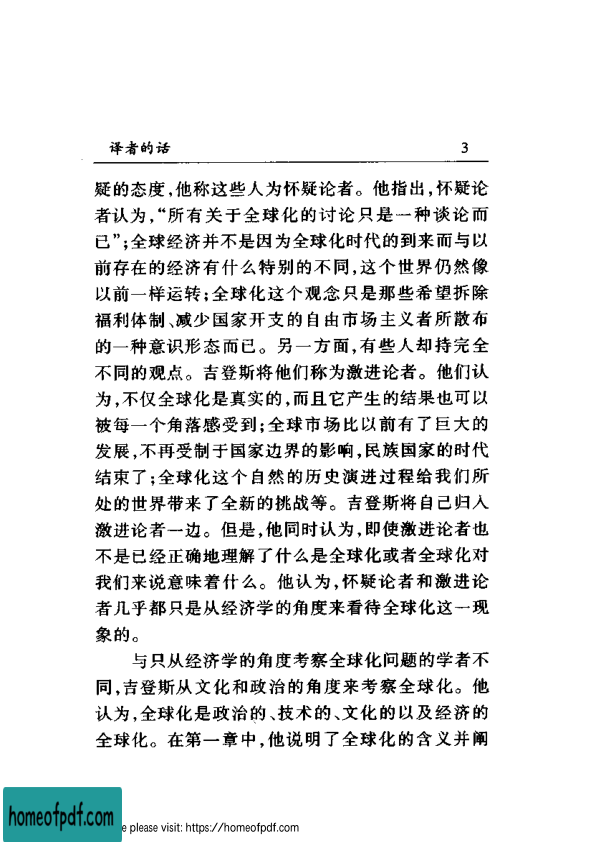 译者的话 3
疑的态度,他称这些人为怀疑论者。他指出,怀疑论
者认为,“所有关于全球化的讨论只是一种谈论而
已”;全球经济并不是因为全球化时代的到来而与以
前存在的经济有什么特别的不同,这个世界仍然像
以前一样运转;全球化这个观念只是那些希望拆除
福利体制、减少国家开支的自由市场主义者所散布
的一种意识形态而已。另一方面,有些人却持完全
不同的观点。吉登斯将他们称为激进论者。他们认
为,不仅全球化是真实的,而且它产生的结果也可以
被每一个角落感受到;全球市场比以前有了巨大的
发展,不再受制于国家边界的影响,民族国家的时代
结束了;全球化这个自然的历史演进过程给我们所
处的世界带来了全新的挑战等。吉登斯将自己归入
激进论者一边。但是,他同时认为,即使激进论者也
不是已经正确地理解了什么是全球化或者全球化对
我们来说意味着什么。他认为,怀疑论者和激进论
者几乎都只是从经济学的角度来看待全球化这一现
象的。
与只从经济学的角度考察全球化问题的学者不
同,吉登斯从文化和政治的角度来考察全球化。他
认为,全球化是政治的、技术的、文化的以及经济的
全球化。在第一章中,他说明了全球化的含义并阐
homeofpdf.com
e please visit: https://homeofpdf.com